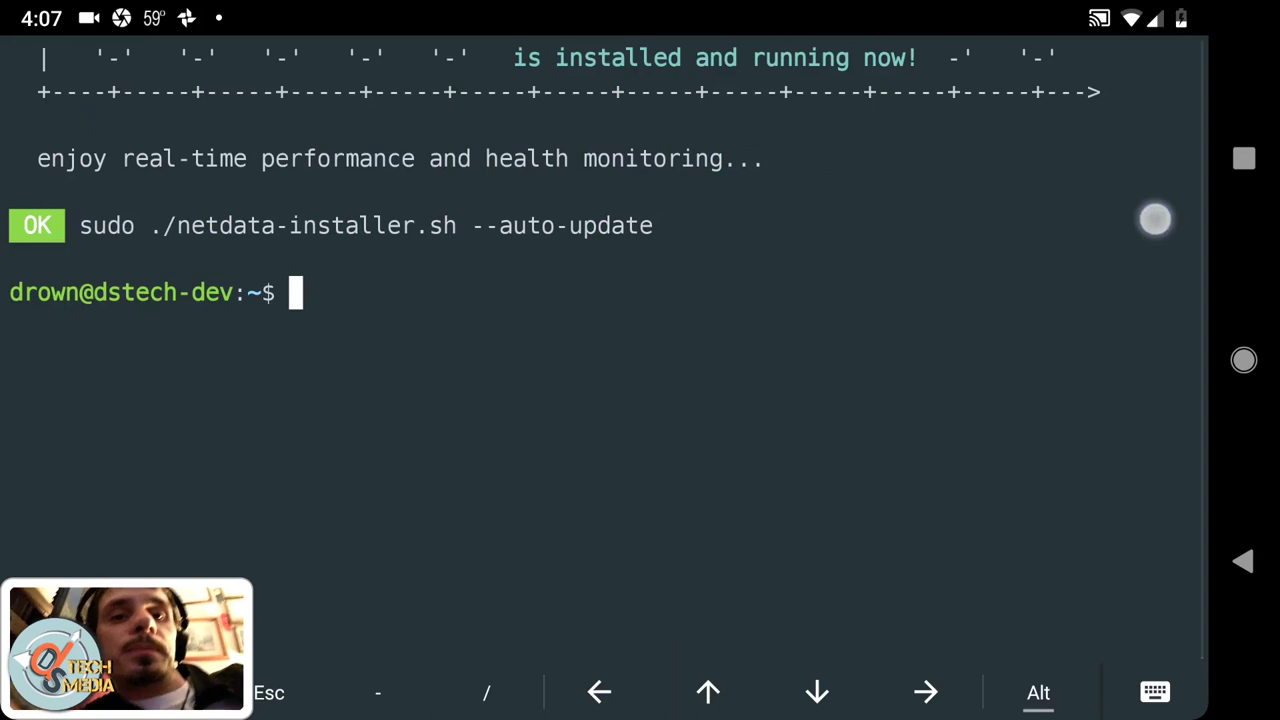 4:07 59°
| '-' '-' '-' '-' '-' is installed and running now! -' '-'
+----+-----+-----+-----+-----+-----+-----+-----+-----+-----+-----+-----+--->
enjoy real-time performance and health monitoring...
OK sudo ./netdata-installer.sh --auto-update
drown@dstech-dev:~$
DS TECH MEDIA
Esc - / ← ↑ ↓ → Alt